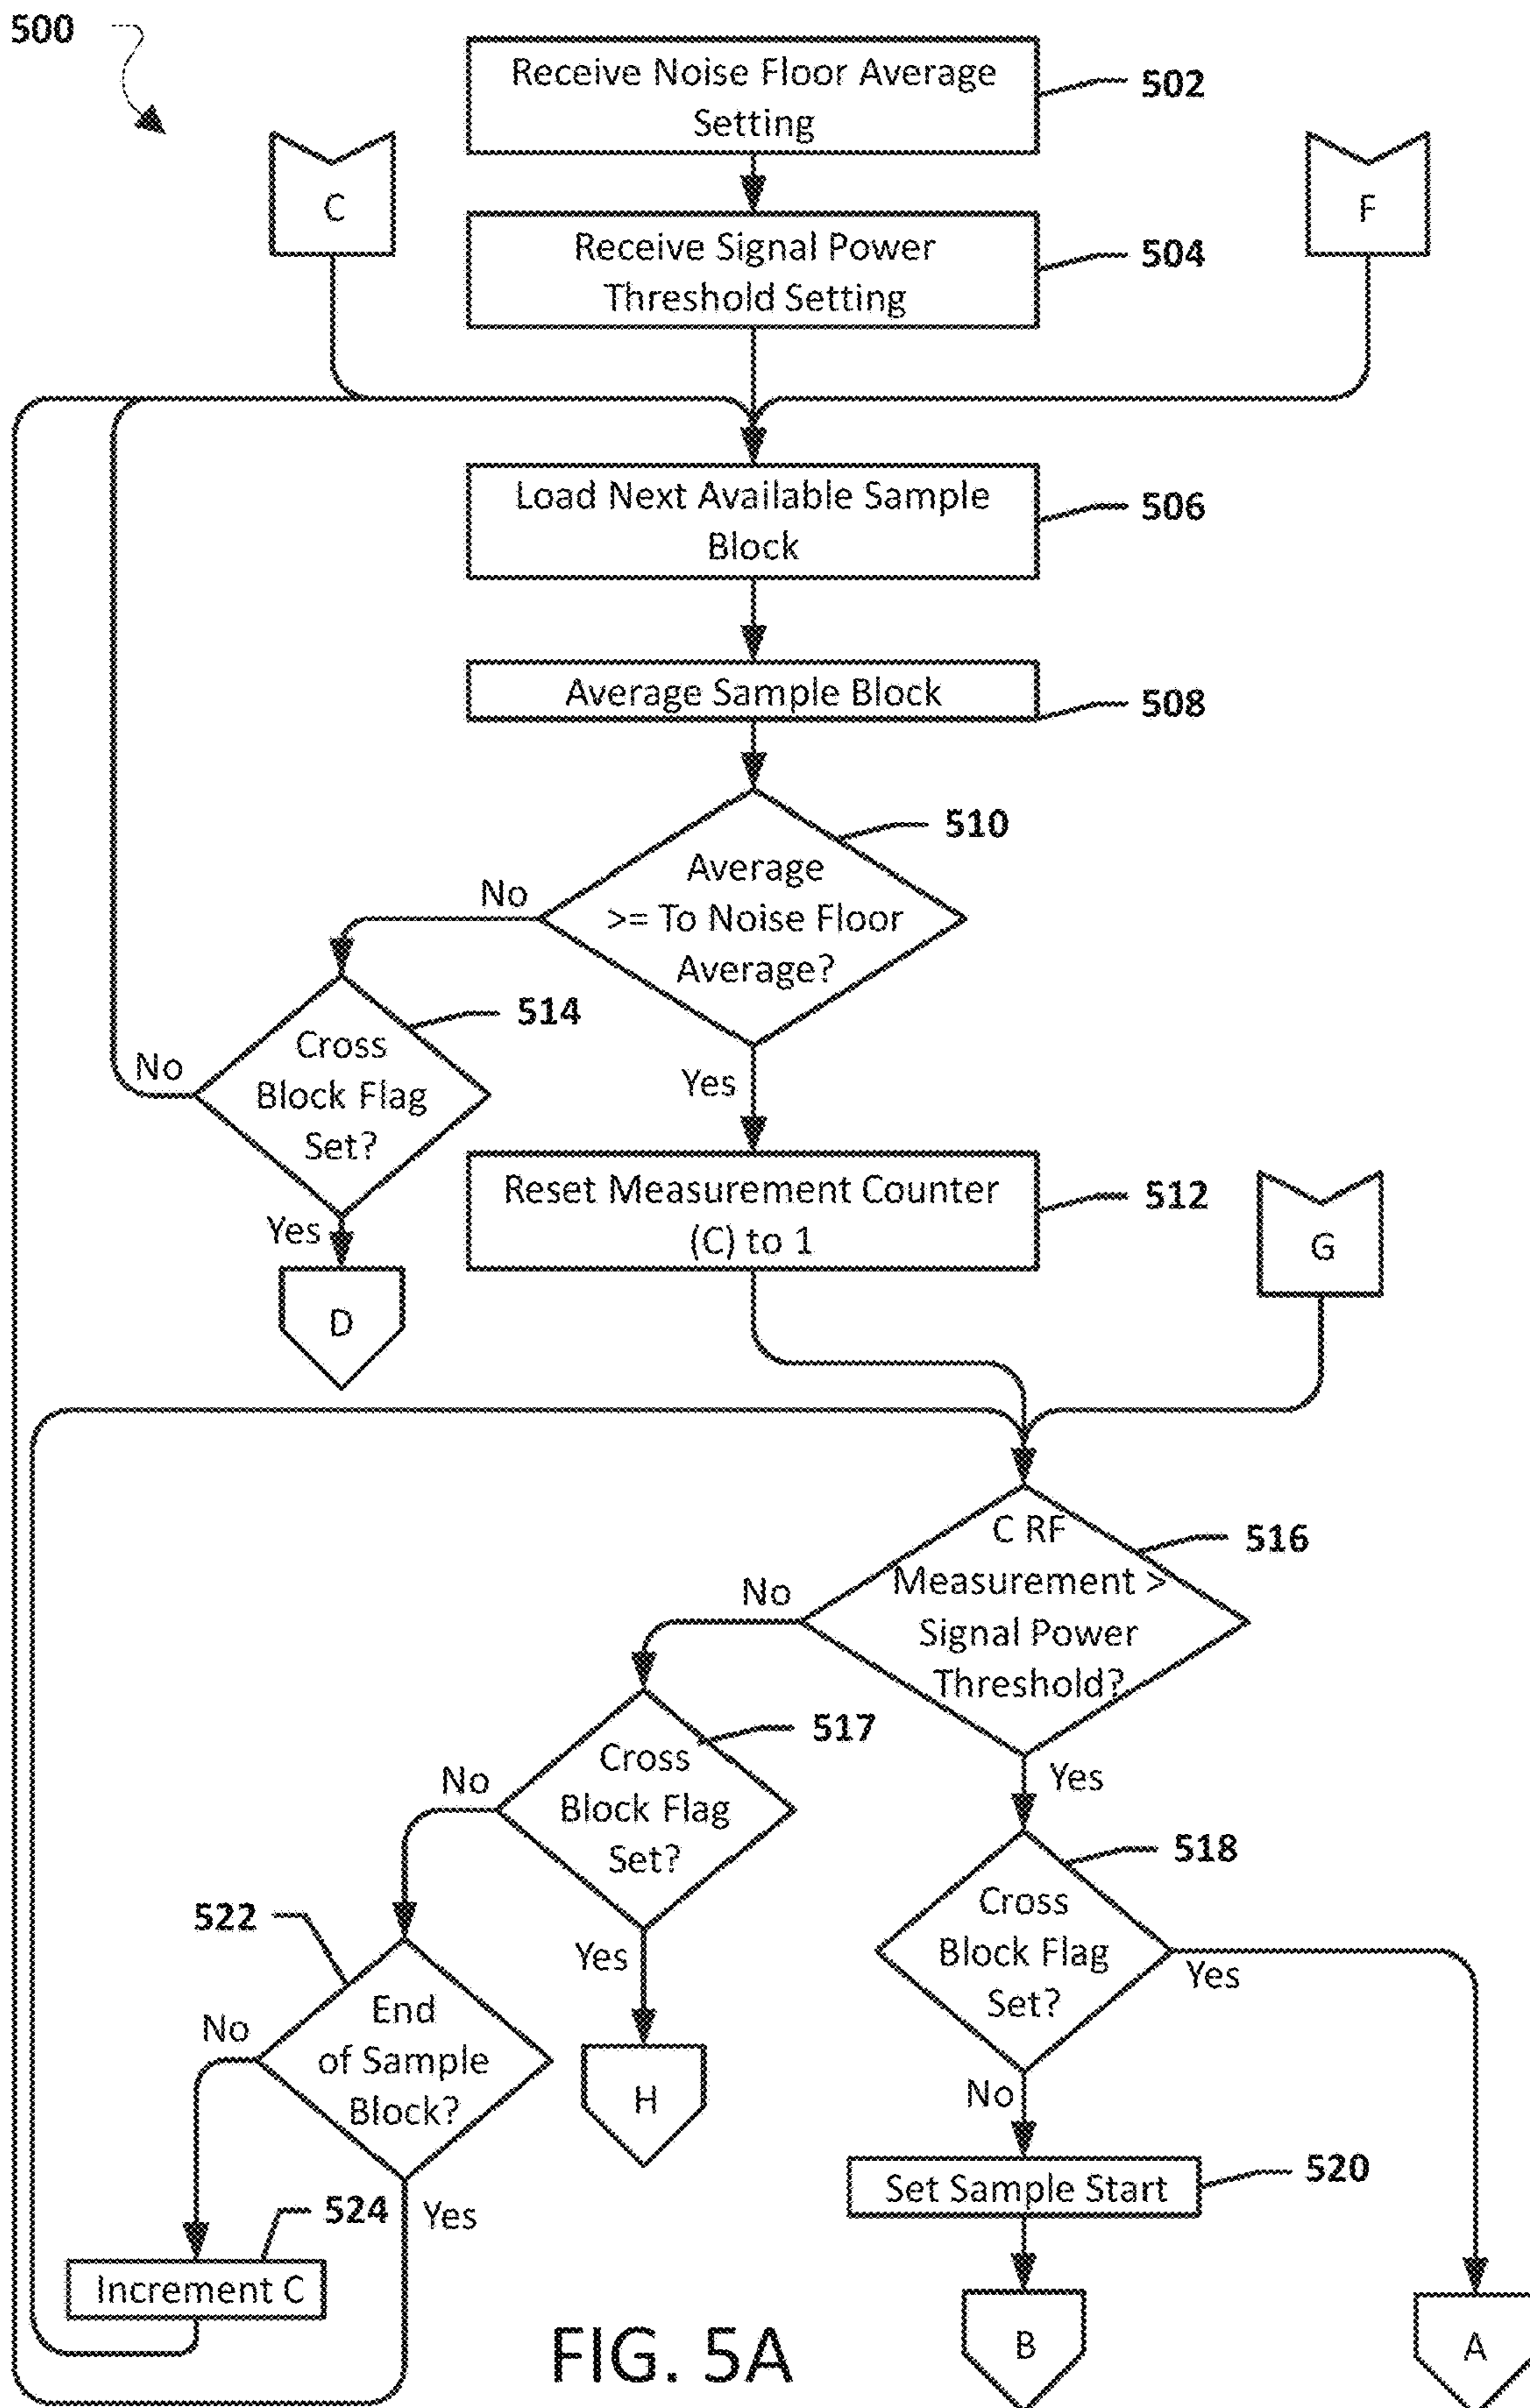 500
Receive Noise Floor Average
Setting
502
C
F
Receive Signal Power
Threshold Setting
504
Load Next Available Sample
Block
506
Average Sample Block
508
510
Average
>= To Noise Floor
Average?
No
514
Cross
Block Flag
Set?
No
Yes
Yes
Reset Measurement Counter
(C) to 1
512
G
D
C RF
Measurement >
Signal Power
Threshold?
516
No
517
Cross
Block Flag
Set?
No
Yes
518
Cross
Block Flag
Set?
Yes
522
End
of Sample
Block?
No
Yes
H
No
Set Sample Start
520
524
Yes
Increment C
B
A
FIG. 5A